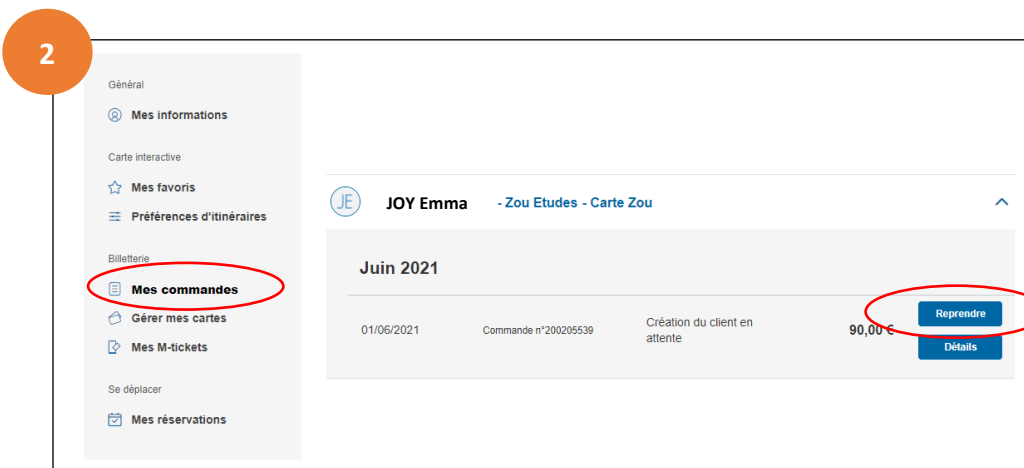 2
Général
Mes informations
Carte interactive
Mes favoris
Préférences d'itinéraires
Billetterie
Mes commandes
Gérer mes cartes
Mes M-tickets
Se déplacer
Mes réservations
JE JOY Emma - Zou Etudes - Carte Zou
Juin 2021
01/06/2021 Commande n°200205539 Création du client en
attente 90,00 €
Reprendre
Détails